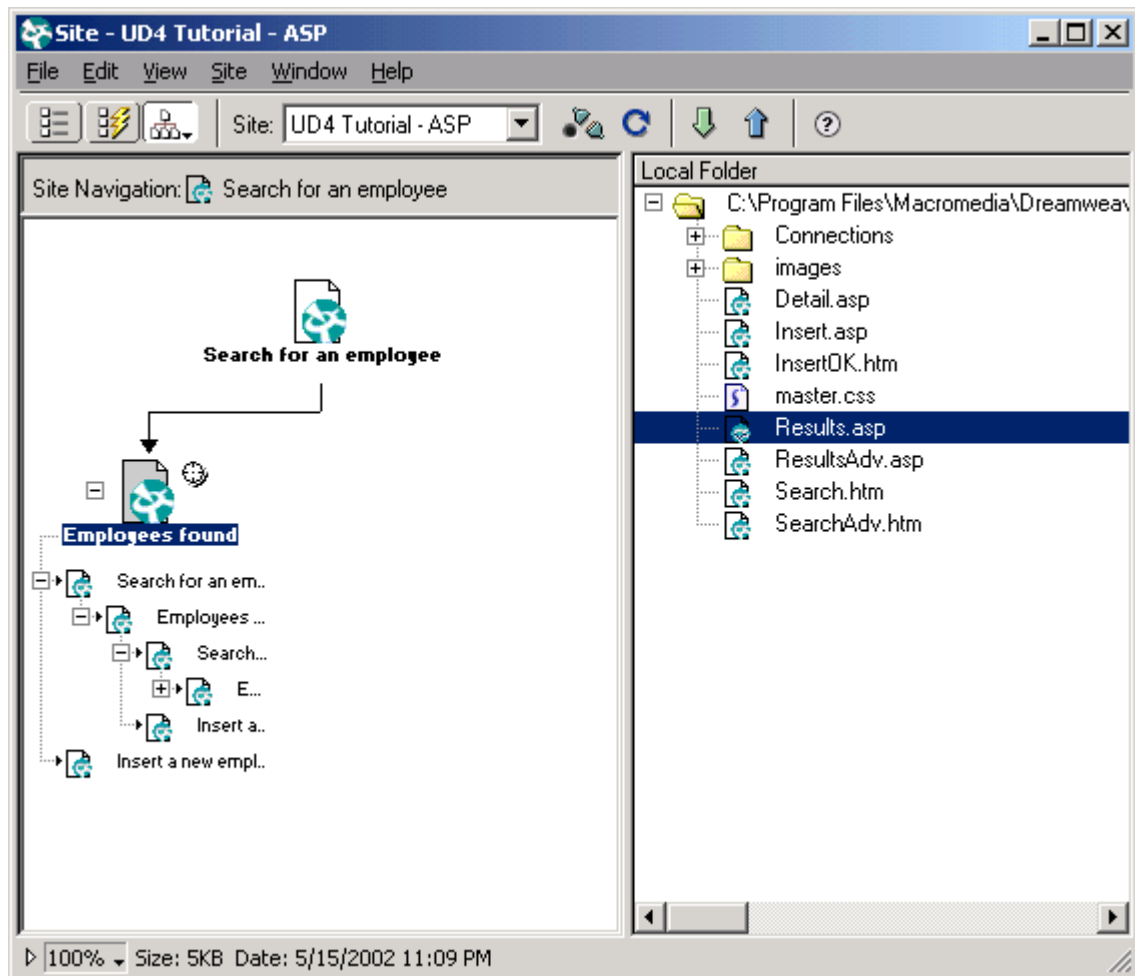 Site - UD4 Tutorial - ASP
File Edit View Site Window Help
Site: UD4 Tutorial - ASP
Site Navigation: Search for an employee
Search for an employee
Employees found
Search for an em..
Employees ...
Search...
E...
Insert a..
Insert a new empl..
Local Folder
C:\Program Files\Macromedia\Dreamweav
Connections
images
Detail.asp
Insert.asp
InsertOK.htm
master.css
Results.asp
ResultsAdv.asp
Search.htm
SearchAdv.htm
100% Size: 5KB Date: 5/15/2002 11:09 PM